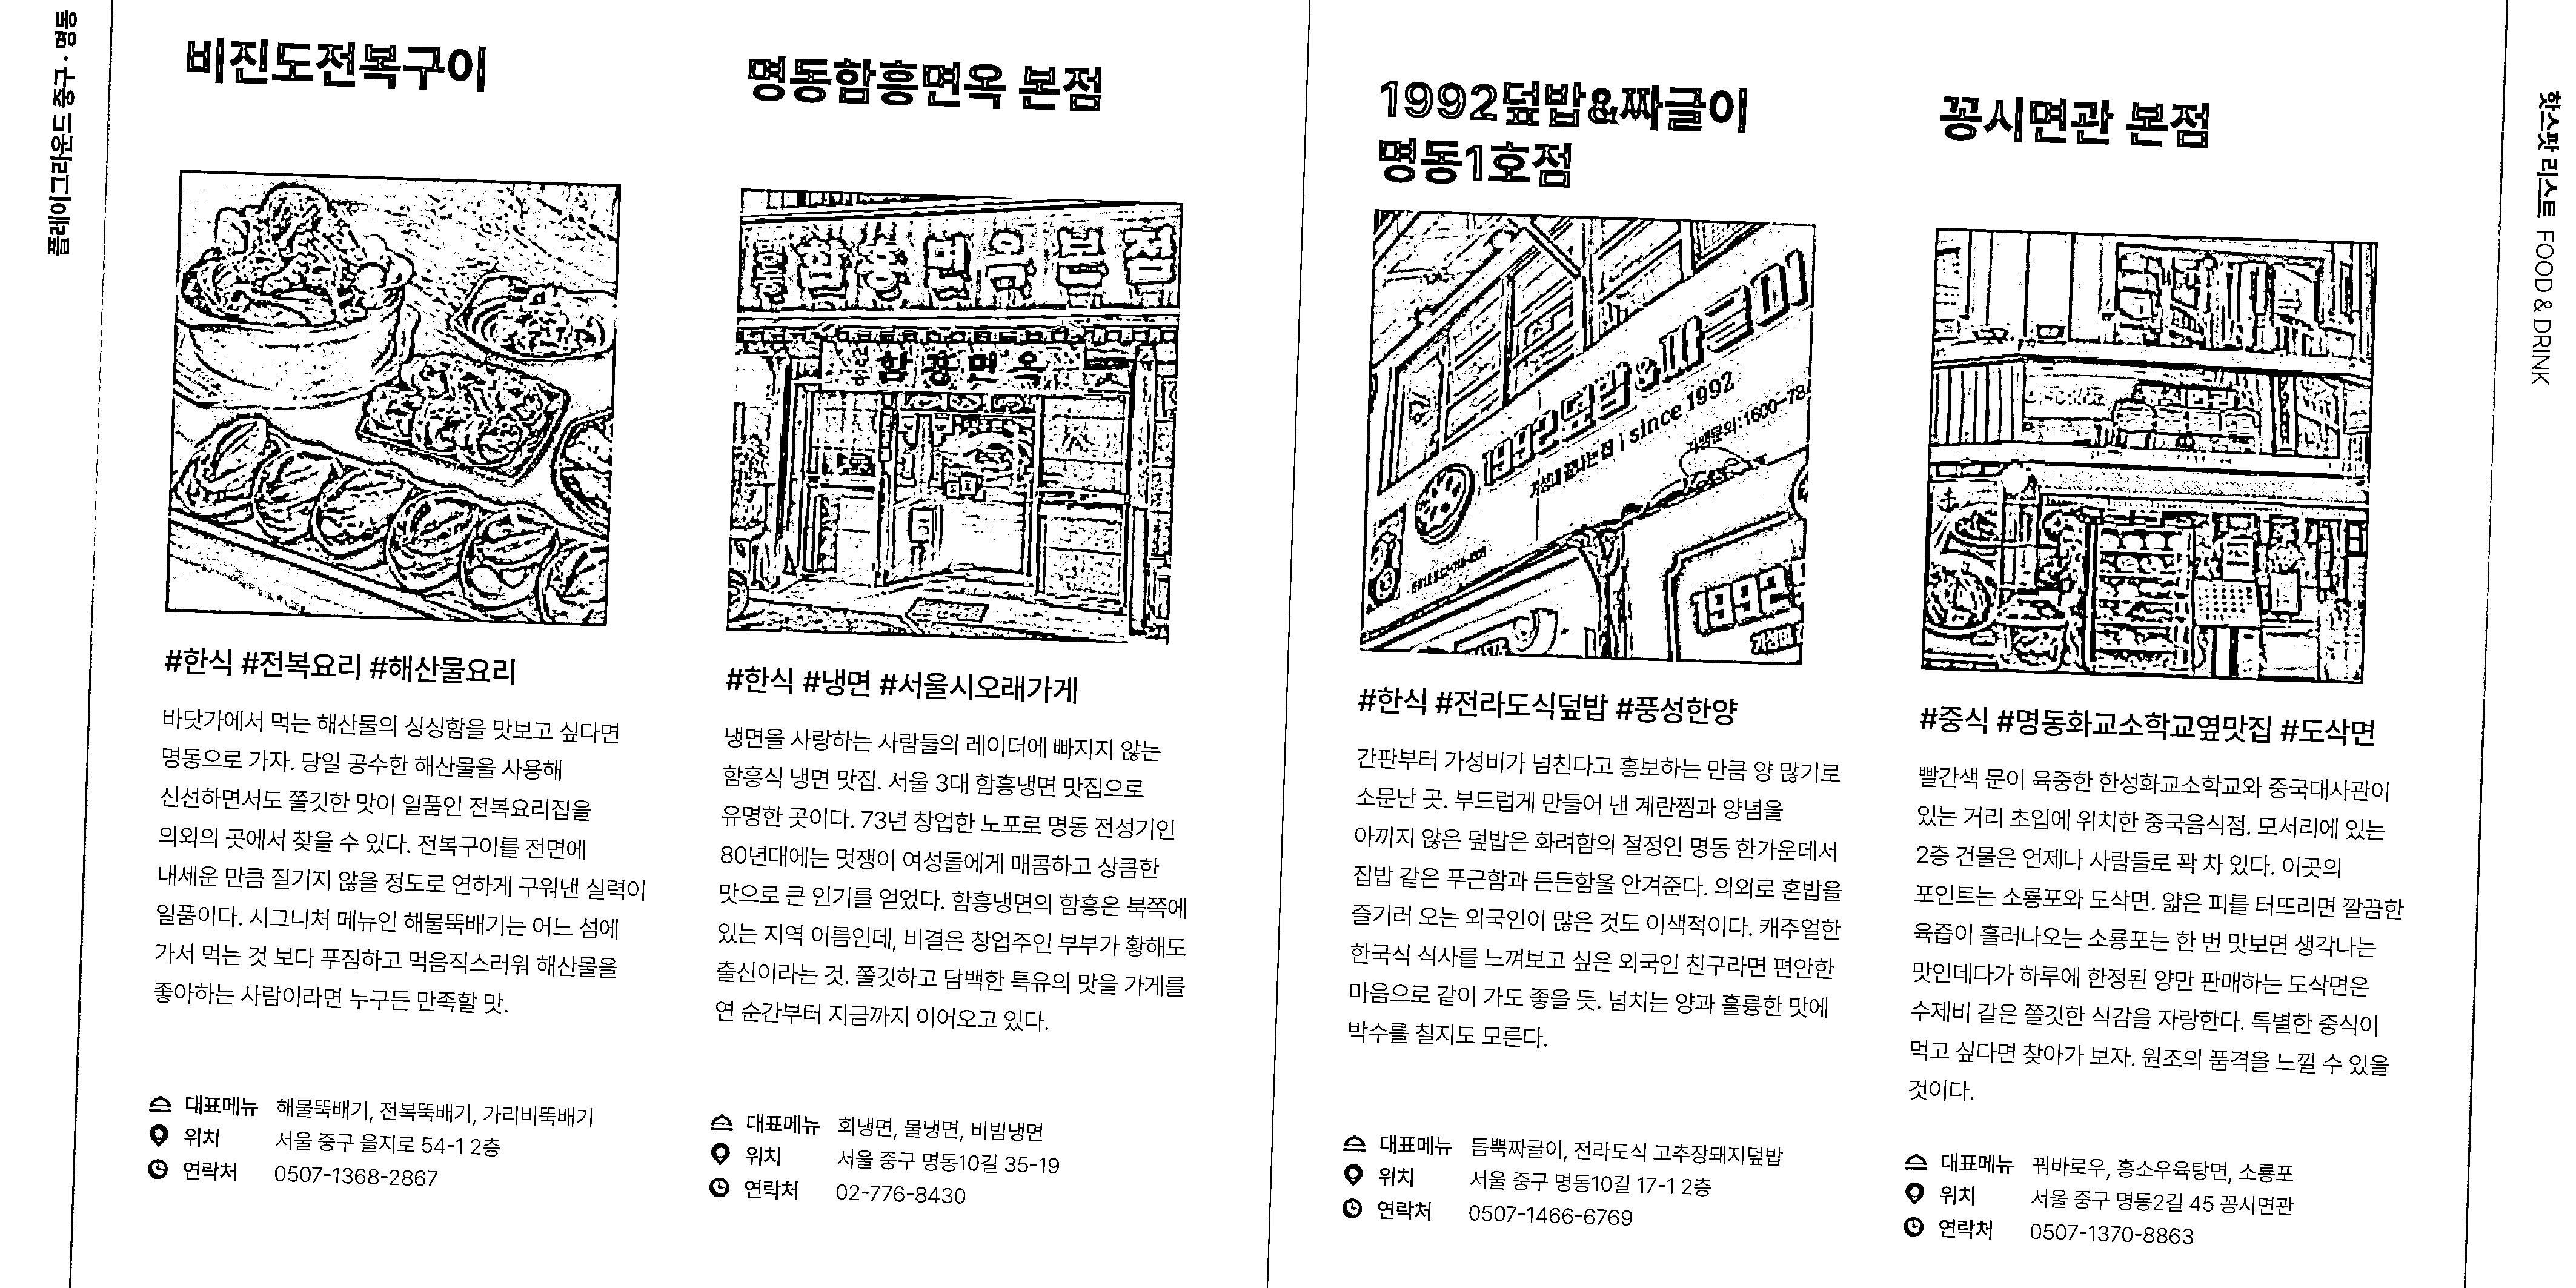 플레이그라운드 중구 · 명동
비진도전복구이
#한식 #전복요리 #해산물요리
바닷가에서 먹는 해산물의 싱싱함을 맛보고 싶다면
명동으로 가자. 당일 공수한 해산물을 사용해
신선하면서도 쫄깃한 맛이 일품인 전복요리집을
의외의 곳에서 찾을 수 있다. 전복구이를 전면에
내세운 만큼 질기지 않을 정도로 연하게 구워낸 실력이
일품이다. 시그니처 메뉴인 해물뚝배기는 어느 섬에
가서 먹는 것 보다 푸짐하고 먹음직스러워 해산물을
좋아하는 사람이라면 누구든 만족할 맛.
대표메뉴 해물뚝배기, 전복뚝배기, 가리비뚝배기
위치 서울 중구 을지로 54-1 2층
연락처 0507-1368-2867
명동함흥면옥 본점
함흥면옥
#한식 #냉면 #서울시오래가게
냉면을 사랑하는 사람들의 레이더에 빠지지 않는
함흥식 냉면 맛집. 서울 3대 함흥냉면 맛집으로
유명한 곳이다. 73년 창업한 노포로 명동 전성기인
80년대에는 멋쟁이 여성들에게 매콤하고 상큼한
맛으로 큰 인기를 얻었다. 함흥냉면의 함흥은 북쪽에
있는 지역 이름인데, 비결은 창업주인 부부가 황해도
출신이라는 것. 쫄깃하고 담백한 특유의 맛을 가게를
연 순간부터 지금까지 이어오고 있다.
대표메뉴 회냉면, 물냉면, 비빔냉면
위치 서울 중구 명동10길 35-19
연락처 02-776-8430
1992덮밥&짜글이
명동1호점
1992덮밥&짜글이
since 1992
가맹문의:1600-78
1992
가성비
#한식 #전라도식덮밥 #풍성한양
간판부터 가성비가 넘친다고 홍보하는 만큼 양 많기로
소문난 곳. 부드럽게 만들어 낸 계란찜과 양념을
아끼지 않은 덮밥은 화려함의 절정인 명동 한가운데서
집밥 같은 푸근함과 든든함을 안겨준다. 의외로 혼밥을
즐기러 오는 외국인이 많은 것도 이색적이다. 캐주얼한
한국식 식사를 느껴보고 싶은 외국인 친구라면 편안한
마음으로 같이 가도 좋을 듯. 넘치는 양과 훌륭한 맛에
박수를 칠지도 모른다.
대표메뉴 듬뿍짜글이, 전라도식 고추장돼지덮밥
위치 서울 중구 명동10길 17-1 2층
연락처 0507-1466-6769
꽁시면관 본점
#중식 #명동화교소학교옆맛집 #도삭면
빨간색 문이 육중한 한성화교소학교와 중국대사관이
있는 거리 초입에 위치한 중국음식점. 모서리에 있는
2층 건물은 언제나 사람들로 꽉 차 있다. 이곳의
포인트는 소룡포와 도삭면. 얇은 피를 터뜨리면 깔끔한
육즙이 흘러나오는 소룡포는 한 번 맛보면 생각나는
맛인데다가 하루에 한정된 양만 판매하는 도삭면은
수제비 같은 쫄깃한 식감을 자랑한다. 특별한 중식이
먹고 싶다면 찾아가 보자. 원조의 품격을 느낄 수 있을
것이다.
대표메뉴 꿔바로우, 홍소우육탕면, 소룡포
위치 서울 중구 명동2길 45 꽁시면관
연락처 0507-1370-8863
핫스팟 리스트 FOOD & DRINK